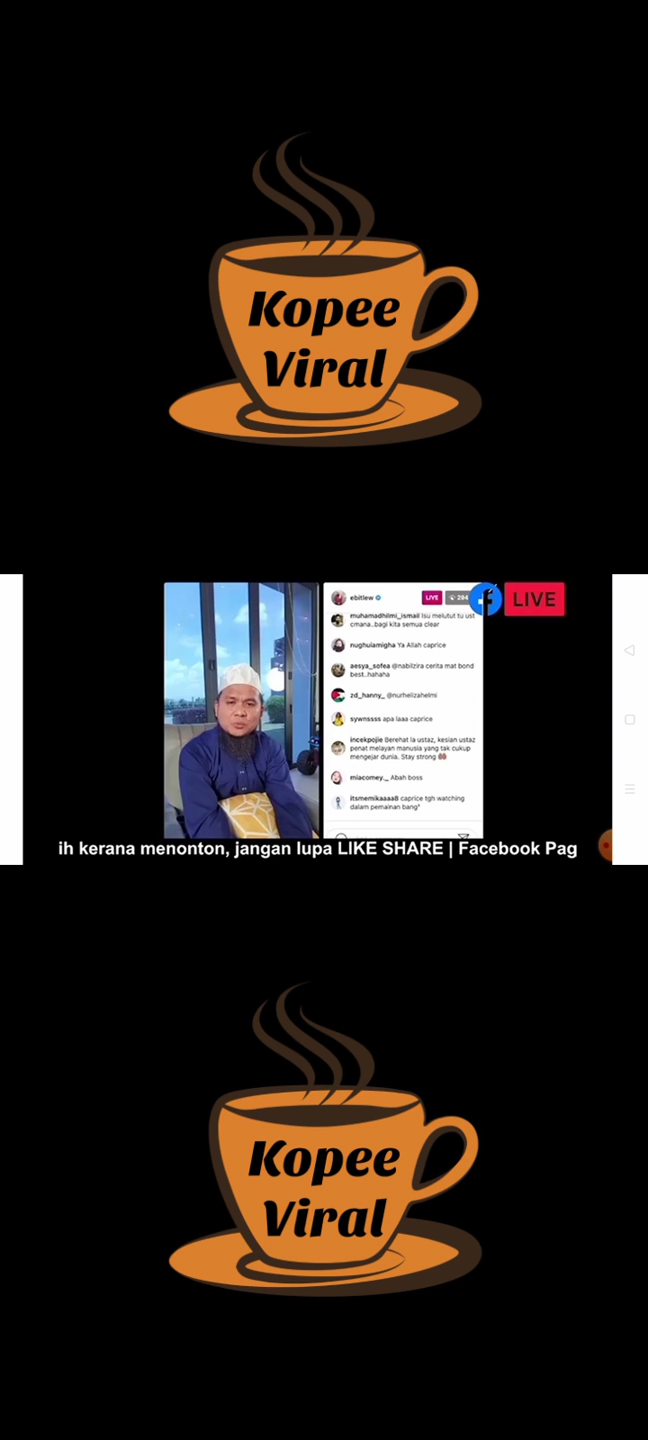 Kopee
Viral
ebitlew
LIVE
LIVE
muhamadhilmi_ismail Isu melutut tu ust
cmana..bagi kita semua clear
nughulamigha Ya Allah caprice
aesya_sofea @nabilzira cerita mat bond
best..hahaha
zd_hanny_ @nurhelizahelmi
sywnssss apa laaa caprice
incekpojie Berehat la ustaz, kesian ustaz
ponat melayan manusia yang tak cukup
mengejar dunia. Stay strong
miacomey._ Abah boss
itsmemikaaaa8 caprice tgh watching
dalam pemainan bang"
ih kerana menonton, jangan lupa LIKE SHARE | Facebook Pag
Kopee
Viral